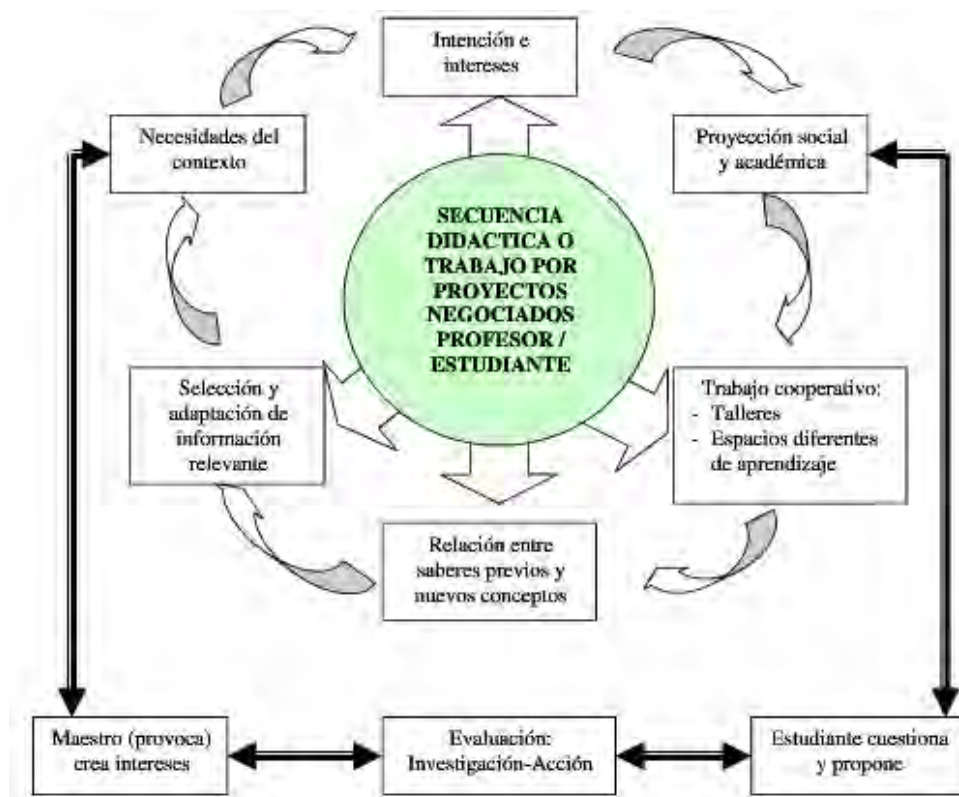 Intención e
intereses
Necesidades del
contexto
Proyección social
y académica
SECUENCIA
DIDACTICA O
TRABAJO POR
PROYECTOS
NEGOCIADOS
PROFESOR /
ESTUDIANTE
Selección y
adaptación de
información
relevante
Trabajo cooperativo:
- Talleres
- Espacios diferentes
de aprendizaje
Relación entre
saberes previos y
nuevos conceptos
Maestro (provoca)
crea intereses
Evaluación:
Investigación-Acción
Estudiante cuestiona
y propone